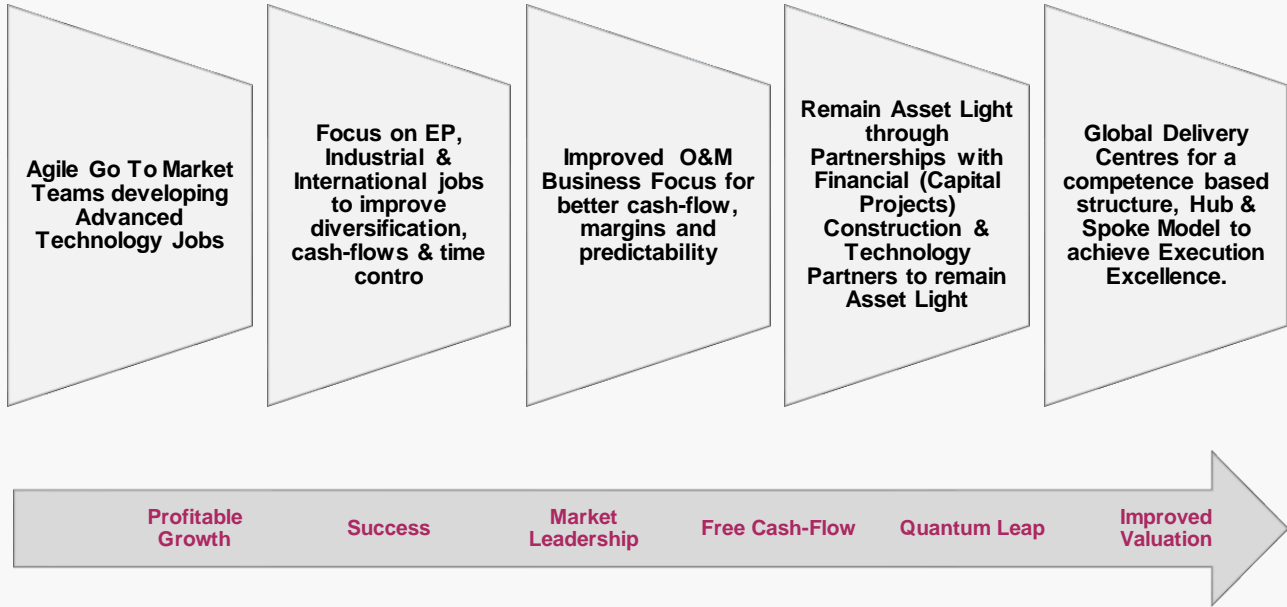 Agile Go To Market
Teams developing
Advanced
Technology Jobs
Focus on EP,
Industrial &
International jobs
to improve
diversification,
cash-flows & time
contro
Improved O&M
Business Focus for
better cash-flow,
margins and
predictability
Remain Asset Light
through
Partnerships with
Financial (Capital
Projects)
Construction &
Technology
Partners to remain
Asset Light
Global Delivery
Centres for a
competence based
structure, Hub &
Spoke Model to
achieve Execution
Excellence.
Profitable
Growth
Success
Market
Leadership
Free Cash-Flow
Quantum Leap
Improved
Valuation